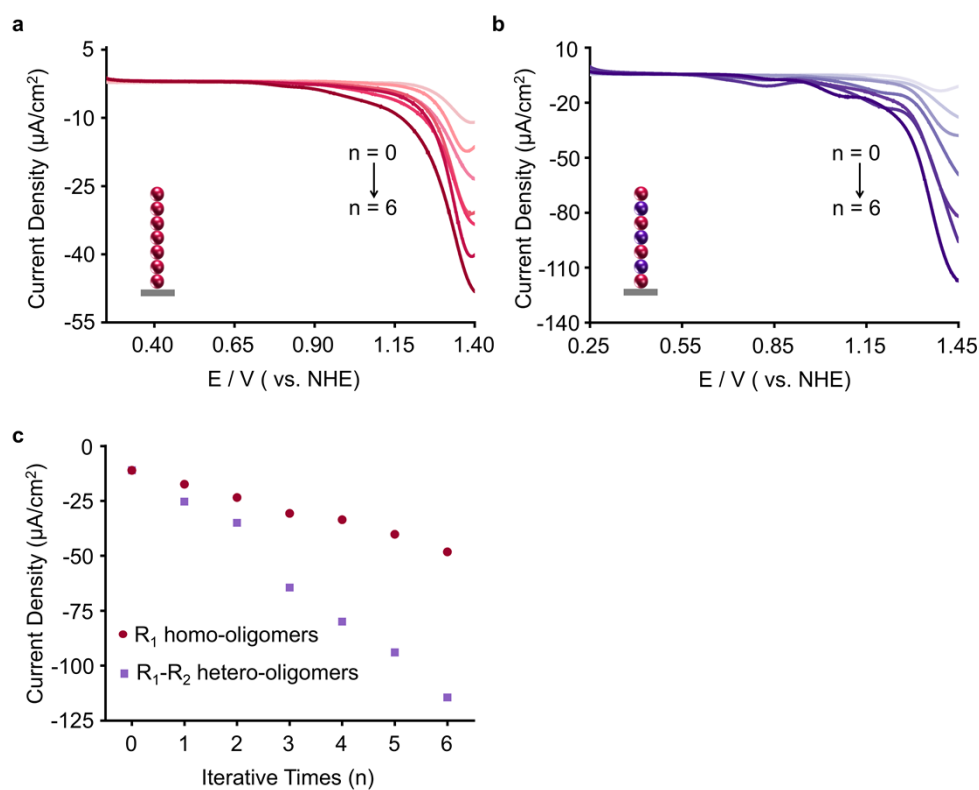 a
5
-10
-25
-40
-55
Current Density (µA/cm²)
0.40 0.65 0.90 1.15 1.40
E / V ( vs. NHE)
n = 0
n = 6
b
10
-20
-50
-80
-110
-140
Current Density (µA/cm²)
0.25 0.55 0.85 1.15 1.45
E / V ( vs. NHE)
n = 0
n = 6
c
0
-25
-50
-75
-100
-125
Current Density (µA/cm²)
R₁ homo-oligomers
R₁-R₂ hetero-oligomers
0 1 2 3 4 5 6
Iterative Times (n)